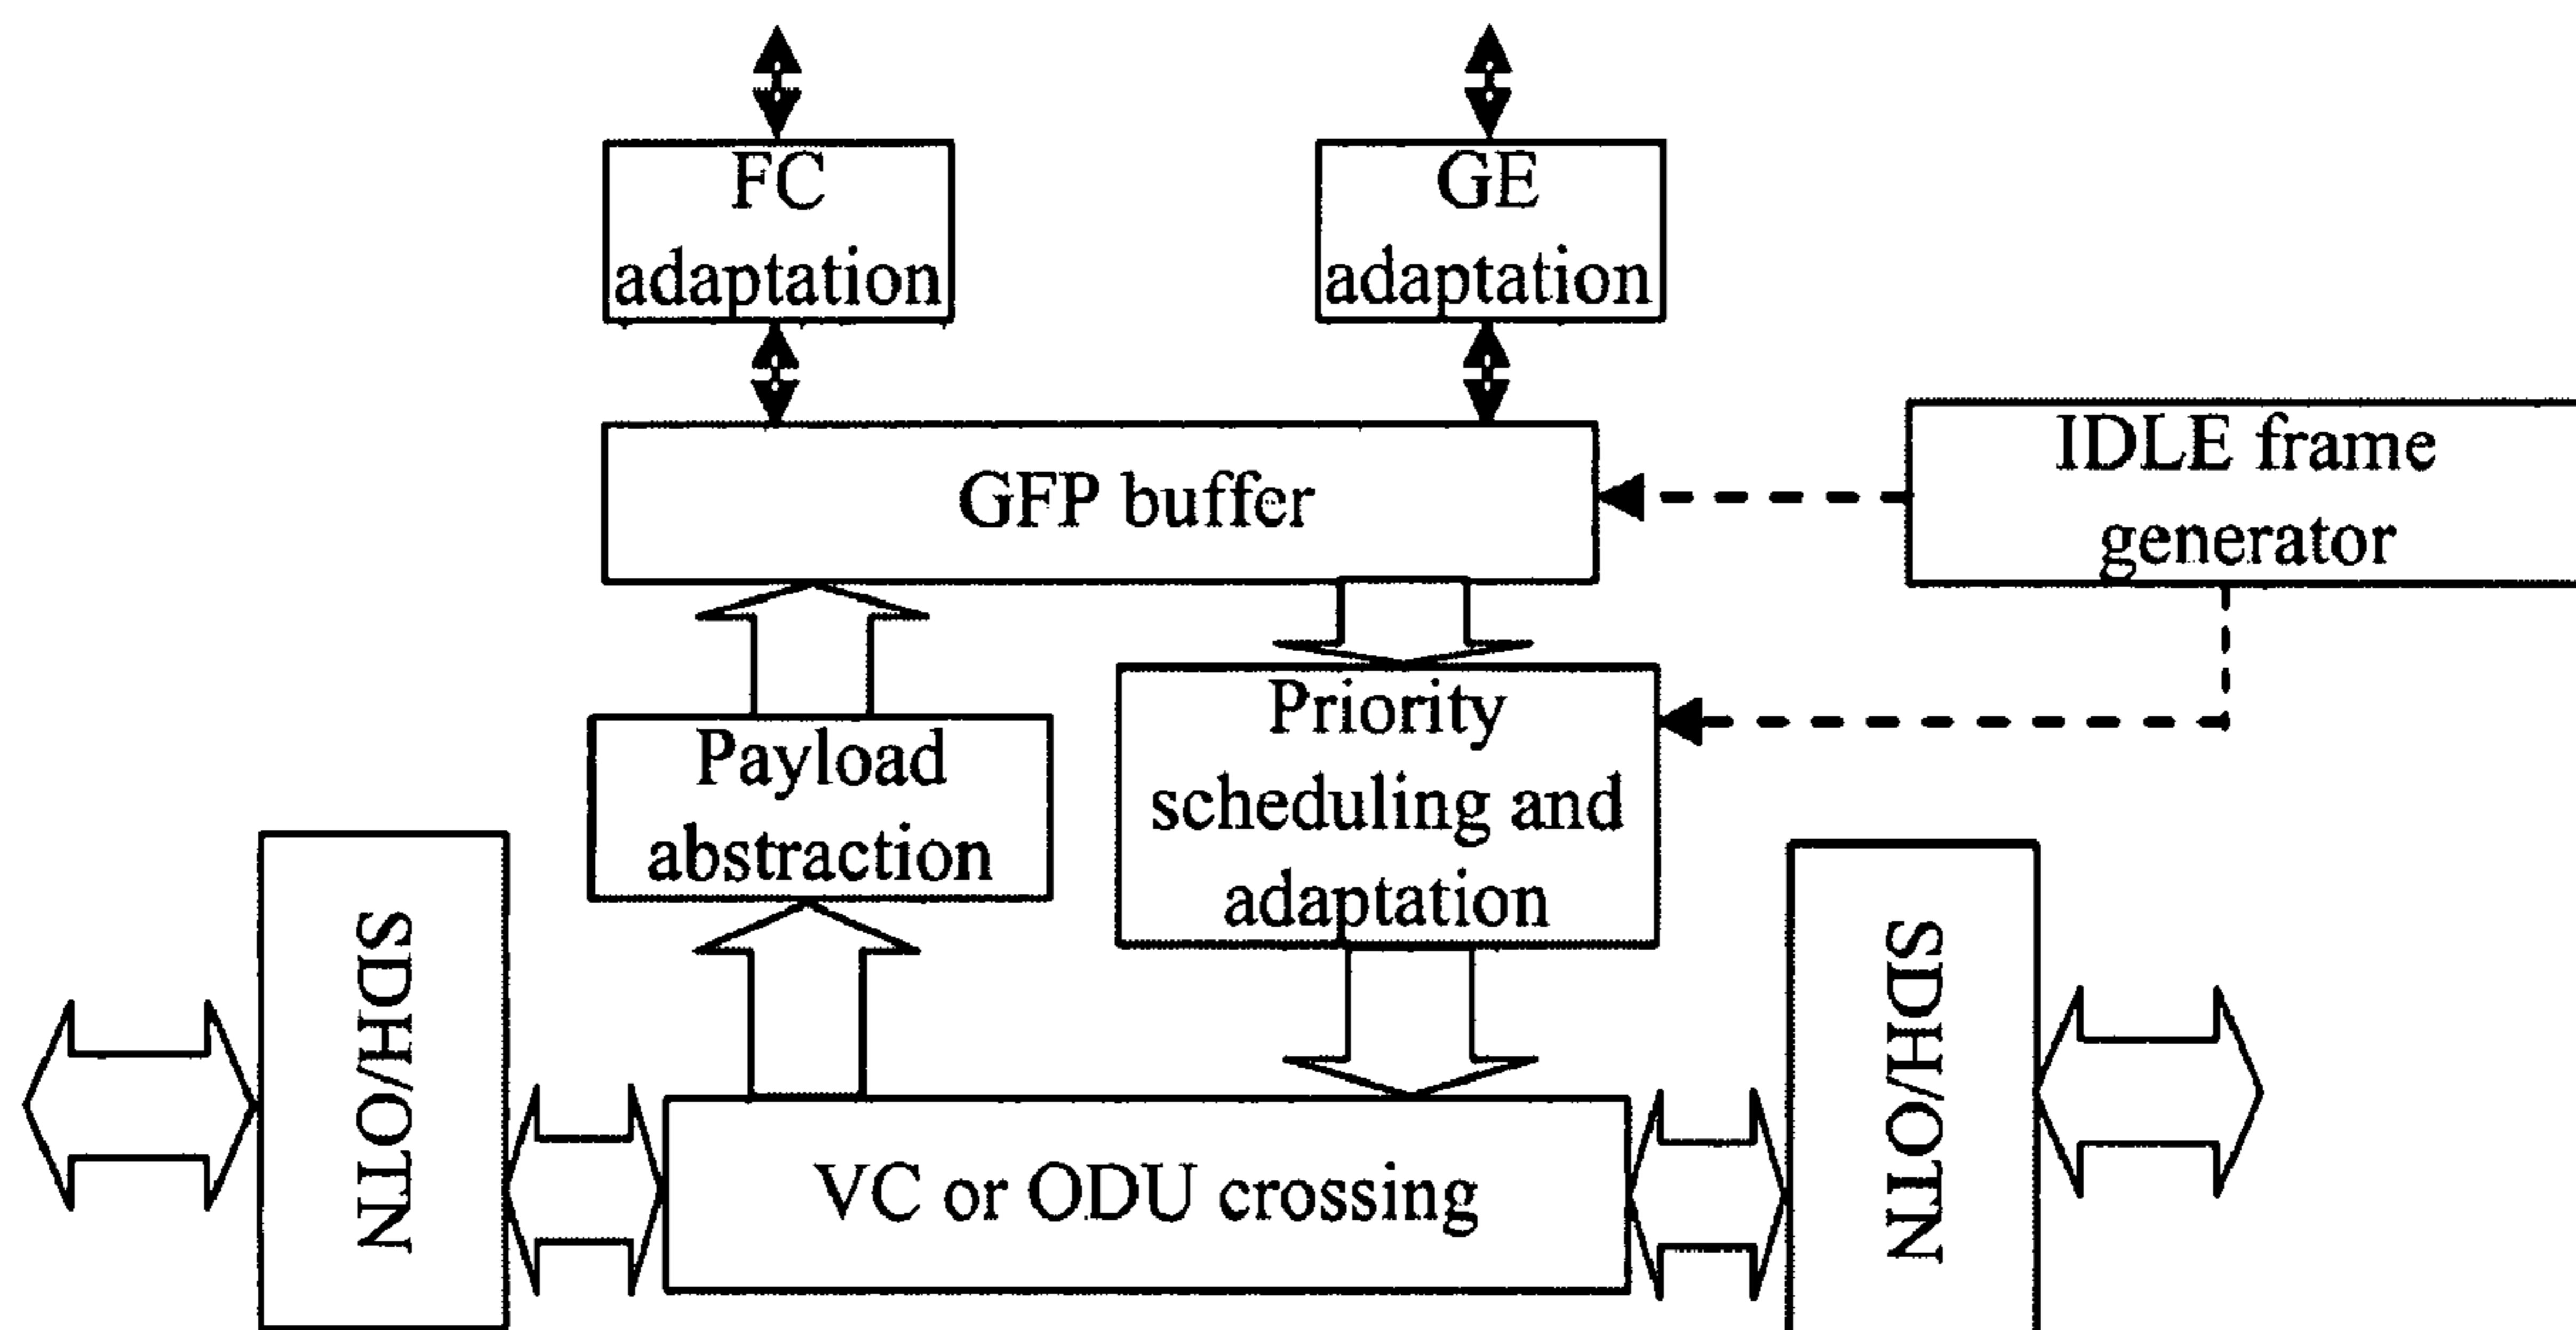 FC
adaptation
GE
adaptation
GFP buffer
IDLE frame
generator
Payload
abstraction
Priority
scheduling and
adaptation
SDH/OTN
SDH/OTN
VC or ODU crossing